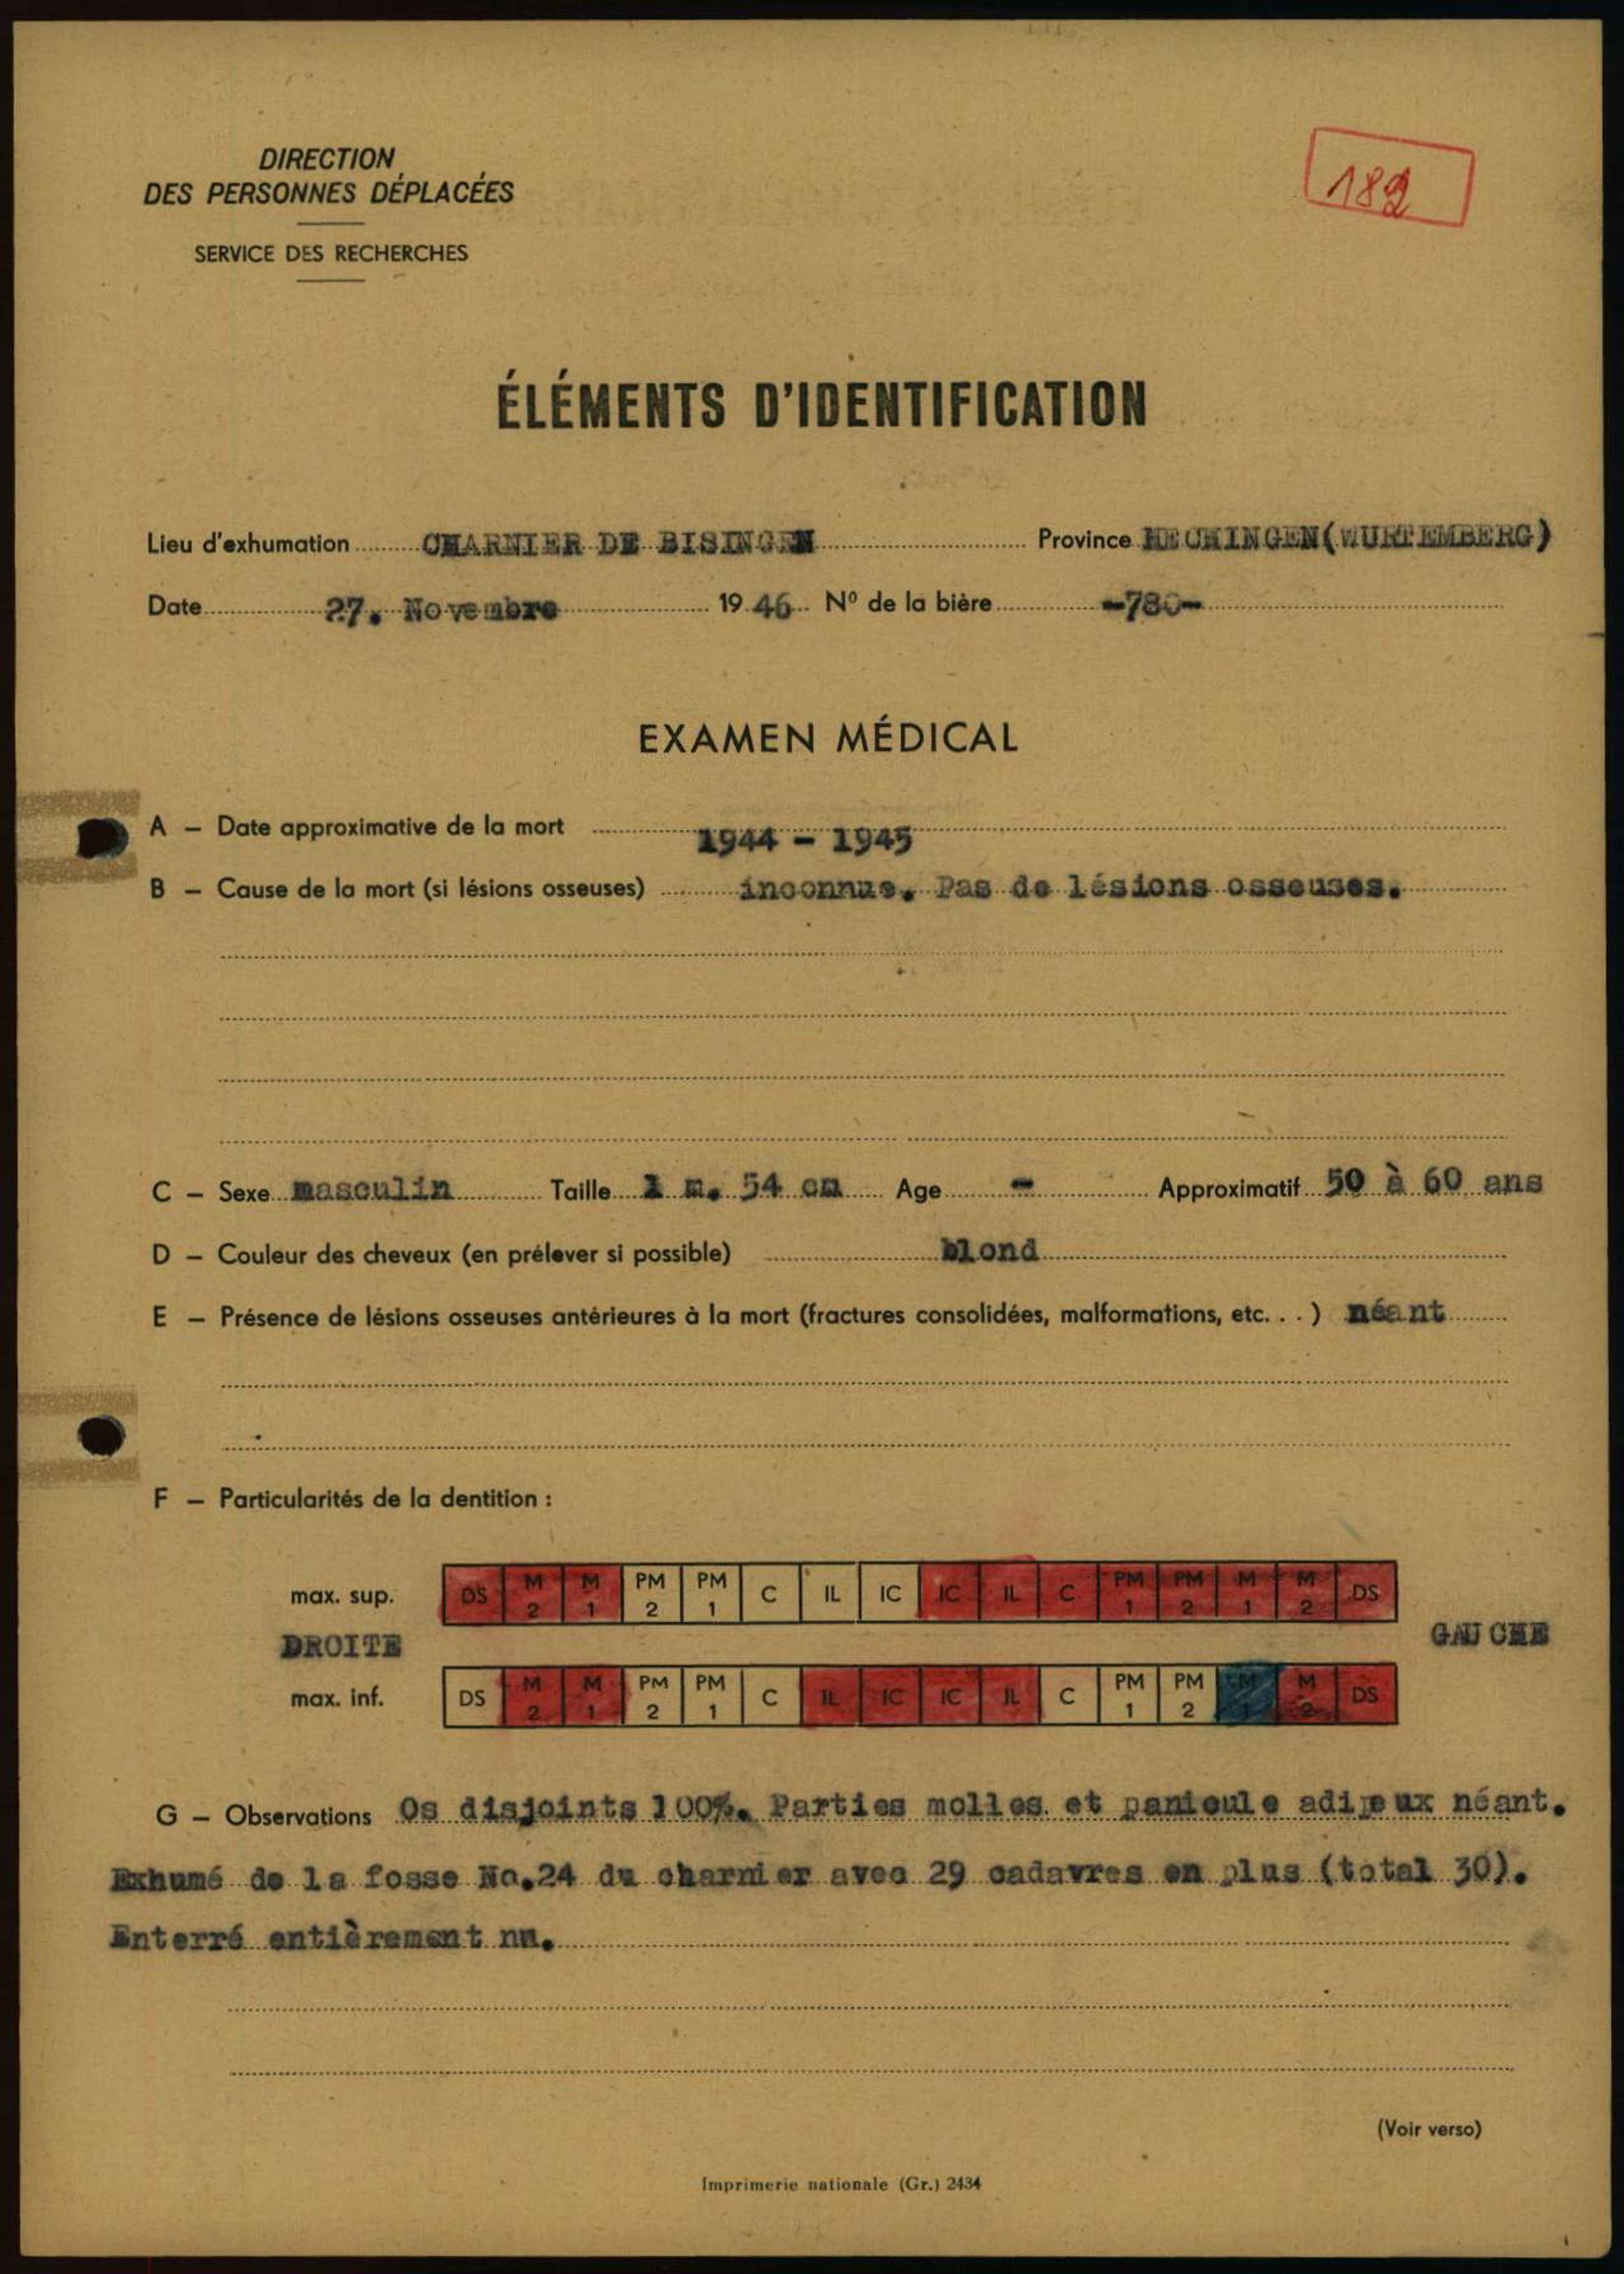 DIRECTION
DES PERSONNES DÉPLACÉES
SERVICE DES RECHERCHES
182
ÉLÉMENTS D'IDENTIFICATION
Lieu d'exhumation CHARNIER DE BISINGEN Province HECHINGEN(WURTEMBERG)
Date 27. Novembre 1946 Nº de la bière -780-
EXAMEN MÉDICAL
A – Date approximative de la mort 1944 - 1945
B – Cause de la mort (si lésions osseuses) inconnue. Pas de lésions osseuses.
C – Sexe masculin Taille 1 m. 54 cm Age - Approximatif 50 à 60 ans
D – Couleur des cheveux (en prélever si possible) blond
E – Présence de lésions osseuses antérieures à la mort (fractures consolidées, malformations, etc. . . ) néant
F – Particularités de la dentition :
max. sup. DS M 2 M 1 PM 2 PM 1 C IL IC IC IL C PM 1 PM 2 M 1 M 2 DS
DROITE GAUCHE
max. inf. DS M 2 M 1 PM 2 PM 1 C IL IC IC IL C PM 1 PM 2 M 2 DS
G – Observations Os disjoints 100%. Parties molles et panicule adipeux néant.
Exhumé de la fosse No.24 du charnier avec 29 cadavres en plus (total 30).
Enterré entièrement nu.
(Voir verso)
Imprimerie nationale (Gr.) 2434